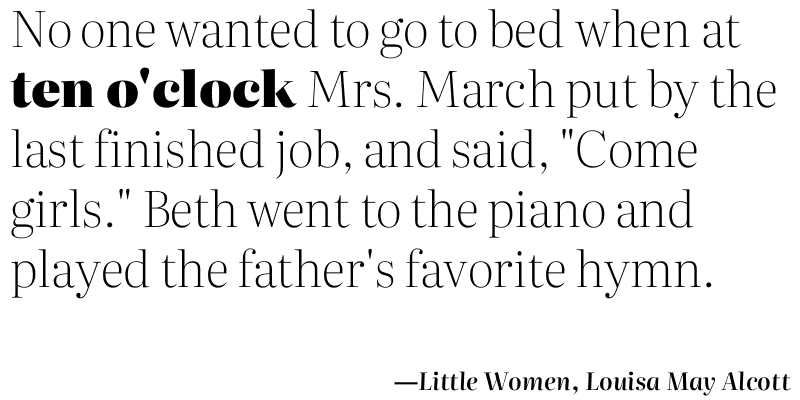 No one wanted to go to bed when at
ten o'clock Mrs. March put by the
last finished job, and said, "Come
girls." Beth went to the piano and
played the father's favorite hymn.
—Little Women, Louisa May Alcott